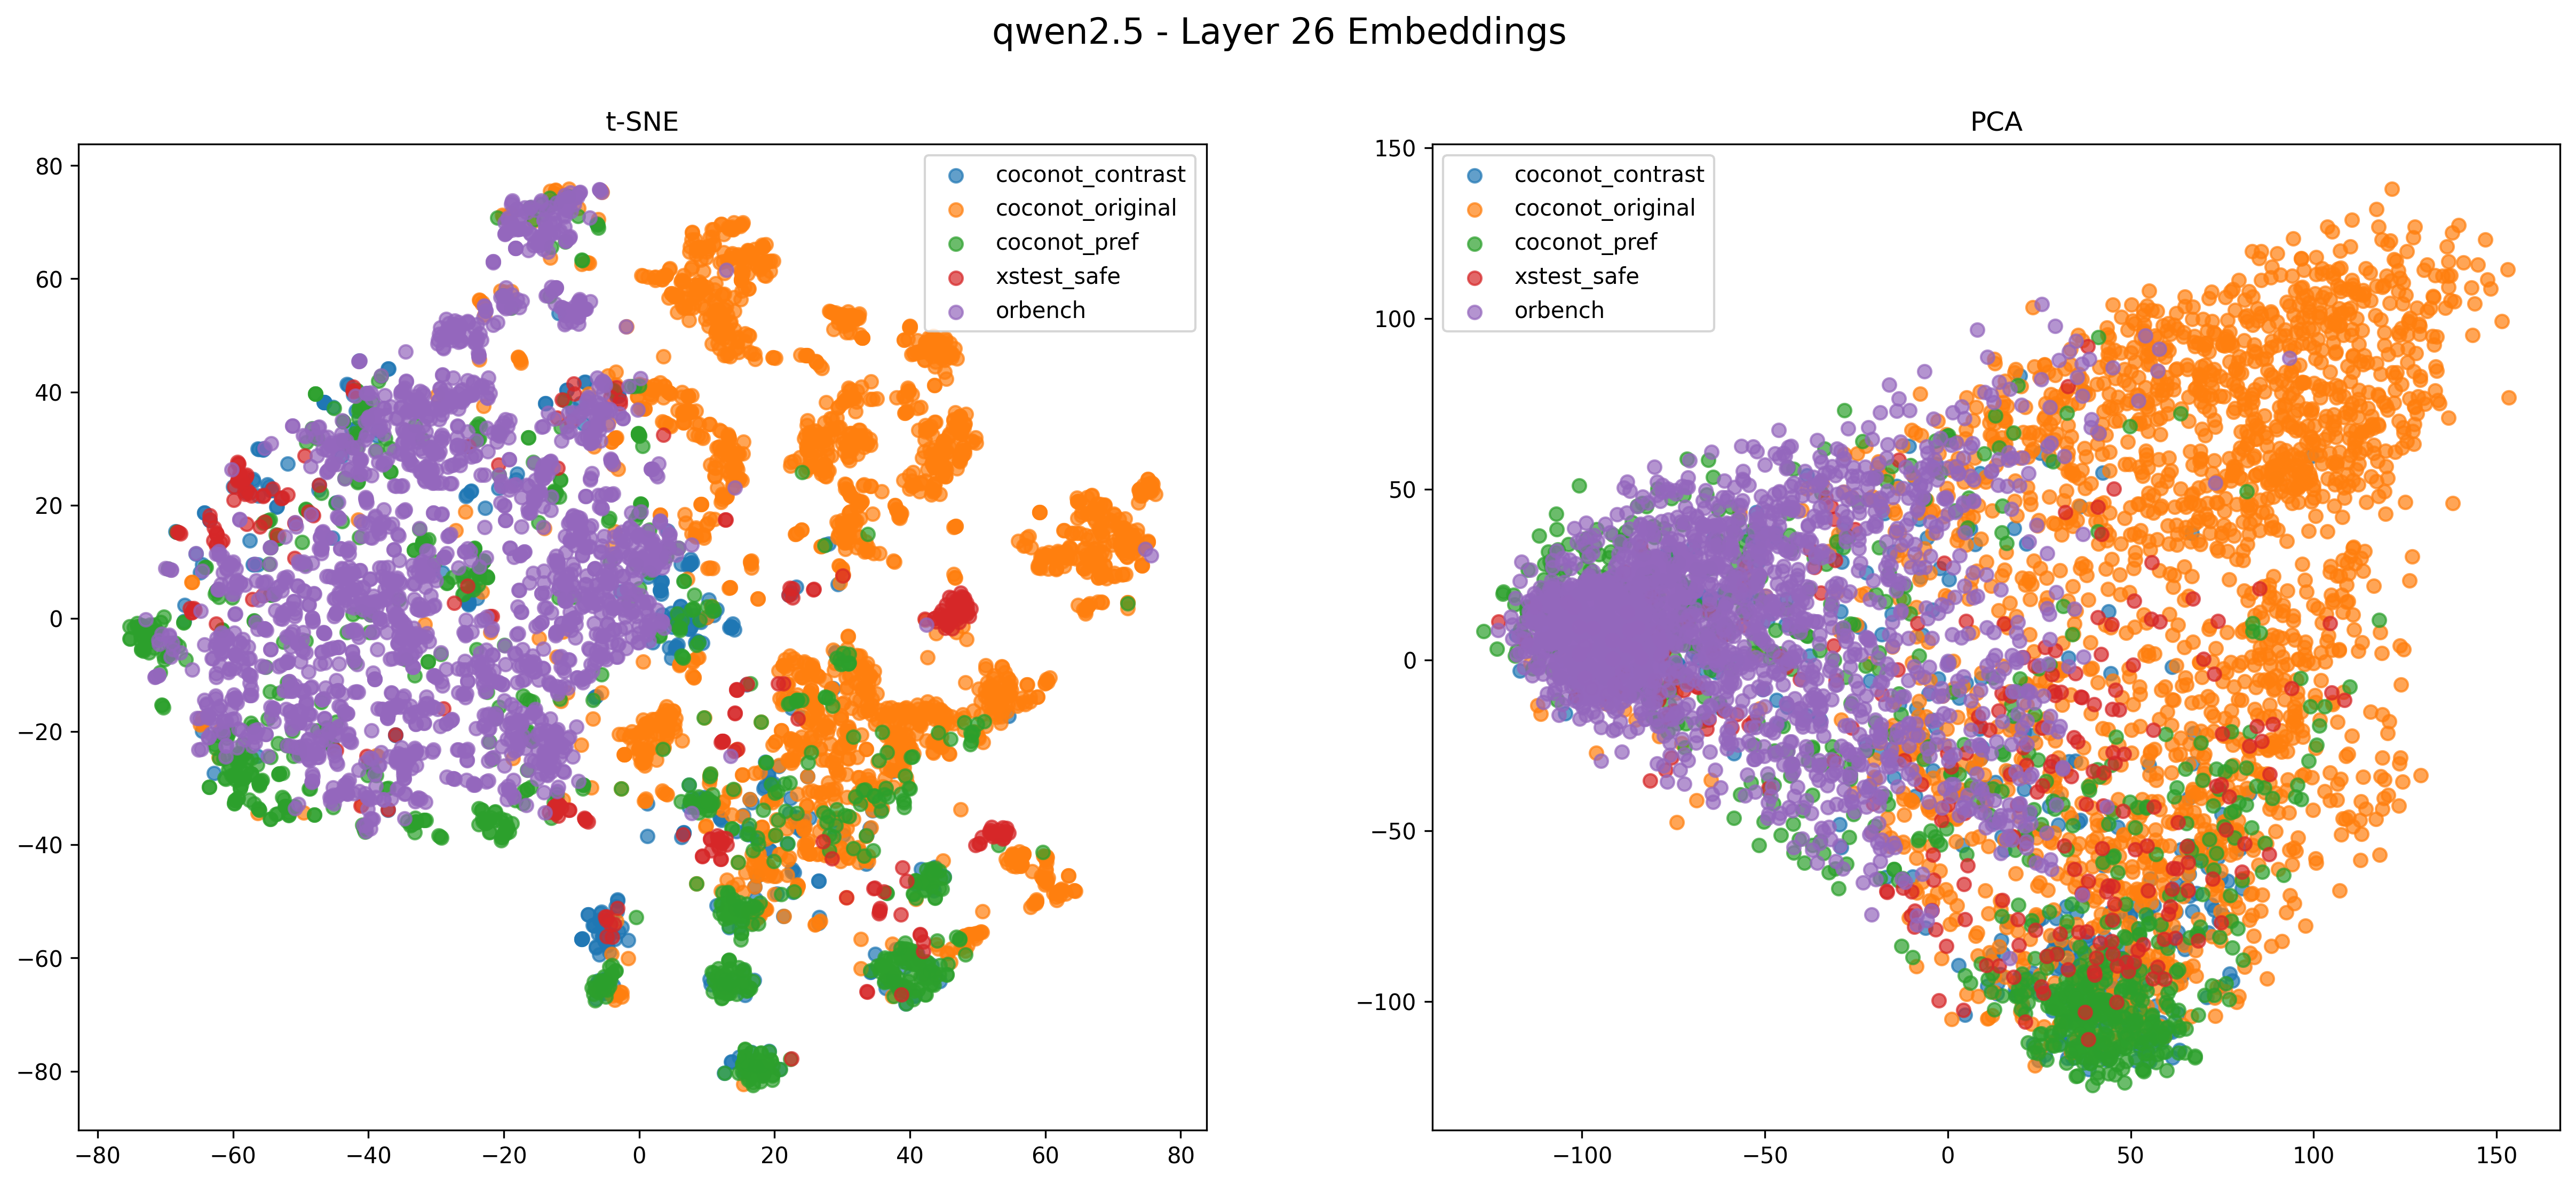 qwen2.5 - Layer 26 Embeddings
t-SNE
coconot_contrast
coconot_original
coconot_pref
xstest_safe
orbench
80
60
40
20
0
−20
−40
−60
−80
−80 −60 −40 −20 0 20 40 60 80
PCA
coconot_contrast
coconot_original
coconot_pref
xstest_safe
orbench
150
100
50
0
−50
−100
−100 −50 0 50 100 150